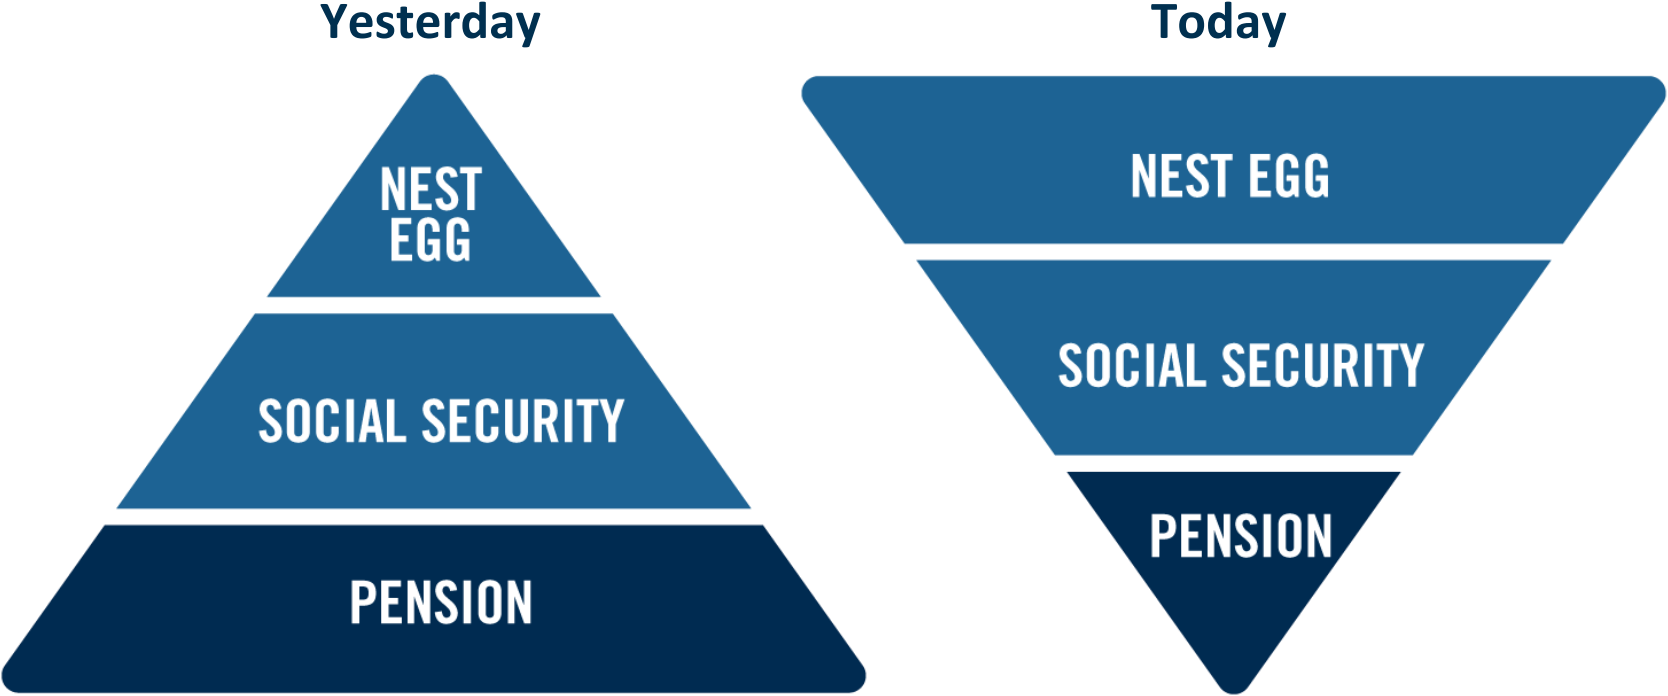 Yesterday
NEST
EGG
SOCIAL SECURITY
PENSION
Today
NEST EGG
SOCIAL SECURITY
PENSION